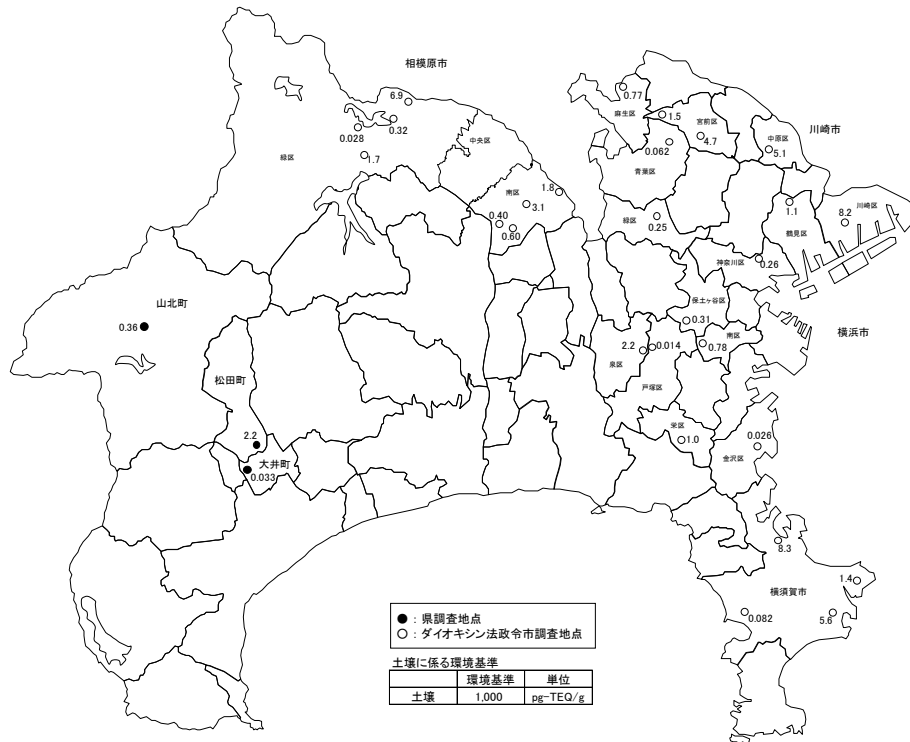 相模原市
6.9
0.32
0.028
緑区
1.7
中央区
南区
1.8
3.1
0.40
0.60
0.77
麻生区
1.5
宮前区
4.7
川崎市
中原区
5.1
0.062
青葉区
緑区
0.25
1.1
鶴見区
川崎区
8.2
神奈川区
0.26
保土ヶ谷区
0.31
南区
0.78
横浜市
2.2
泉区
0.014
戸塚区
栄区
1.0
0.026
金沢区
山北町
0.36
松田町
2.2
大井町
0.033
8.3
横須賀市
1.4
0.082
5.6
● : 県調査地点
○ : ダイオキシン法政令市調査地点
土壌に係る環境基準
環境基準 単位
土壌 1,000 pg-TEQ/g